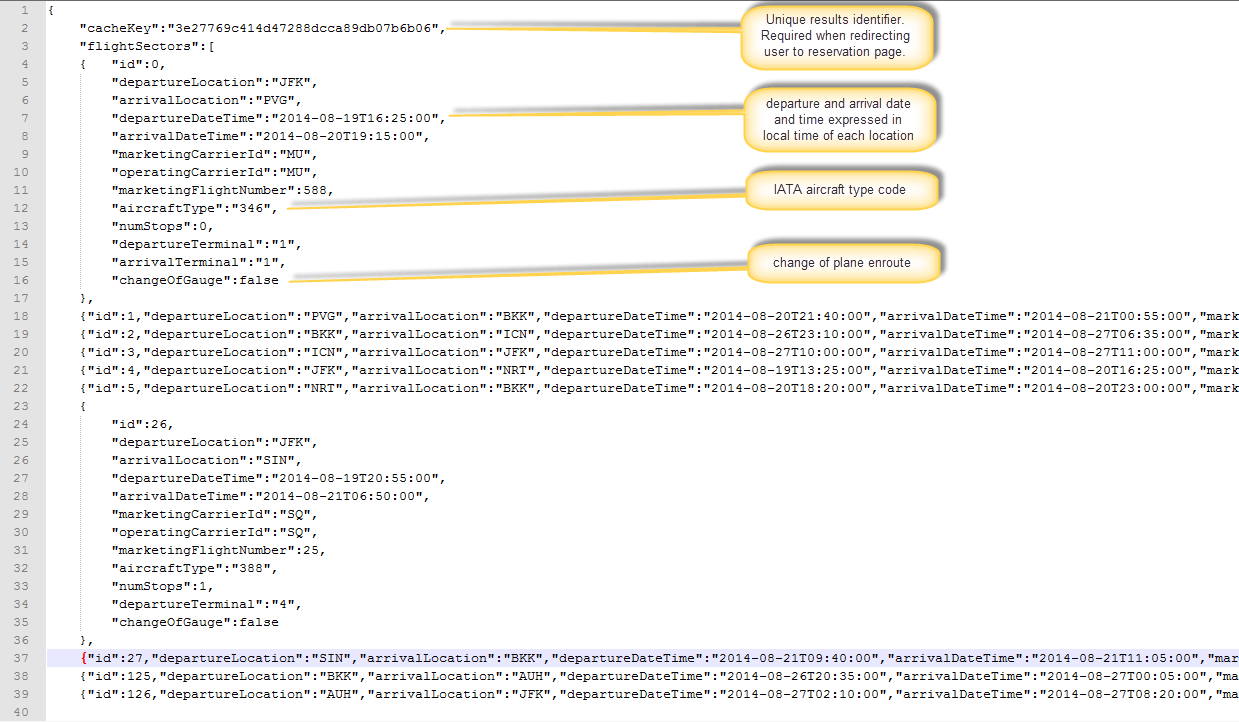 1 {
2 "cacheKey":"3e27769c414d47288dcca89db07b6b06",
3 "flightSectors":[
4 { "id":0,
5 "departureLocation":"JFK",
6 "arrivalLocation":"PVG",
7 "departureDateTime":"2014-08-19T16:25:00",
8 "arrivalDateTime":"2014-08-20T19:15:00",
9 "marketingCarrierId":"MU",
10 "operatingCarrierId":"MU",
11 "marketingFlightNumber":588,
12 "aircraftType":"346",
13 "numStops":0,
14 "departureTerminal":"1",
15 "arrivalTerminal":"1",
16 "changeOfGauge":false
17 },
18 {"id":1,"departureLocation":"PVG","arrivalLocation":"BKK","departureDateTime":"2014-08-20T21:40:00","arrivalDateTime":"2014-08-21T00:55:00","mark
19 {"id":2,"departureLocation":"BKK","arrivalLocation":"ICN","departureDateTime":"2014-08-26T23:10:00","arrivalDateTime":"2014-08-27T06:35:00","mark
20 {"id":3,"departureLocation":"ICN","arrivalLocation":"JFK","departureDateTime":"2014-08-27T10:00:00","arrivalDateTime":"2014-08-27T11:00:00","mark
21 {"id":4,"departureLocation":"JFK","arrivalLocation":"NRT","departureDateTime":"2014-08-19T13:25:00","arrivalDateTime":"2014-08-20T16:25:00","mark
22 {"id":5,"departureLocation":"NRT","arrivalLocation":"BKK","departureDateTime":"2014-08-20T18:20:00","arrivalDateTime":"2014-08-20T23:00:00","mark
23 {
24 "id":26,
25 "departureLocation":"JFK",
26 "arrivalLocation":"SIN",
27 "departureDateTime":"2014-08-19T20:55:00",
28 "arrivalDateTime":"2014-08-21T06:50:00",
29 "marketingCarrierId":"SQ",
30 "operatingCarrierId":"SQ",
31 "marketingFlightNumber":25,
32 "aircraftType":"388",
33 "numStops":1,
34 "departureTerminal":"4",
35 "changeOfGauge":false
36 },
37 {"id":27,"departureLocation":"SIN","arrivalLocation":"BKK","departureDateTime":"2014-08-21T09:40:00","arrivalDateTime":"2014-08-21T11:05:00","mar
38 {"id":125,"departureLocation":"BKK","arrivalLocation":"AUH","departureDateTime":"2014-08-26T20:35:00","arrivalDateTime":"2014-08-27T00:05:00","ma
39 {"id":126,"departureLocation":"AUH","arrivalLocation":"JFK","departureDateTime":"2014-08-27T02:10:00","arrivalDateTime":"2014-08-27T08:20:00","ma
40
Unique results identifier.
Required when redirecting
user to reservation page.
departure and arrival date
and time expressed in
local time of each location
IATA aircraft type code
change of plane enroute